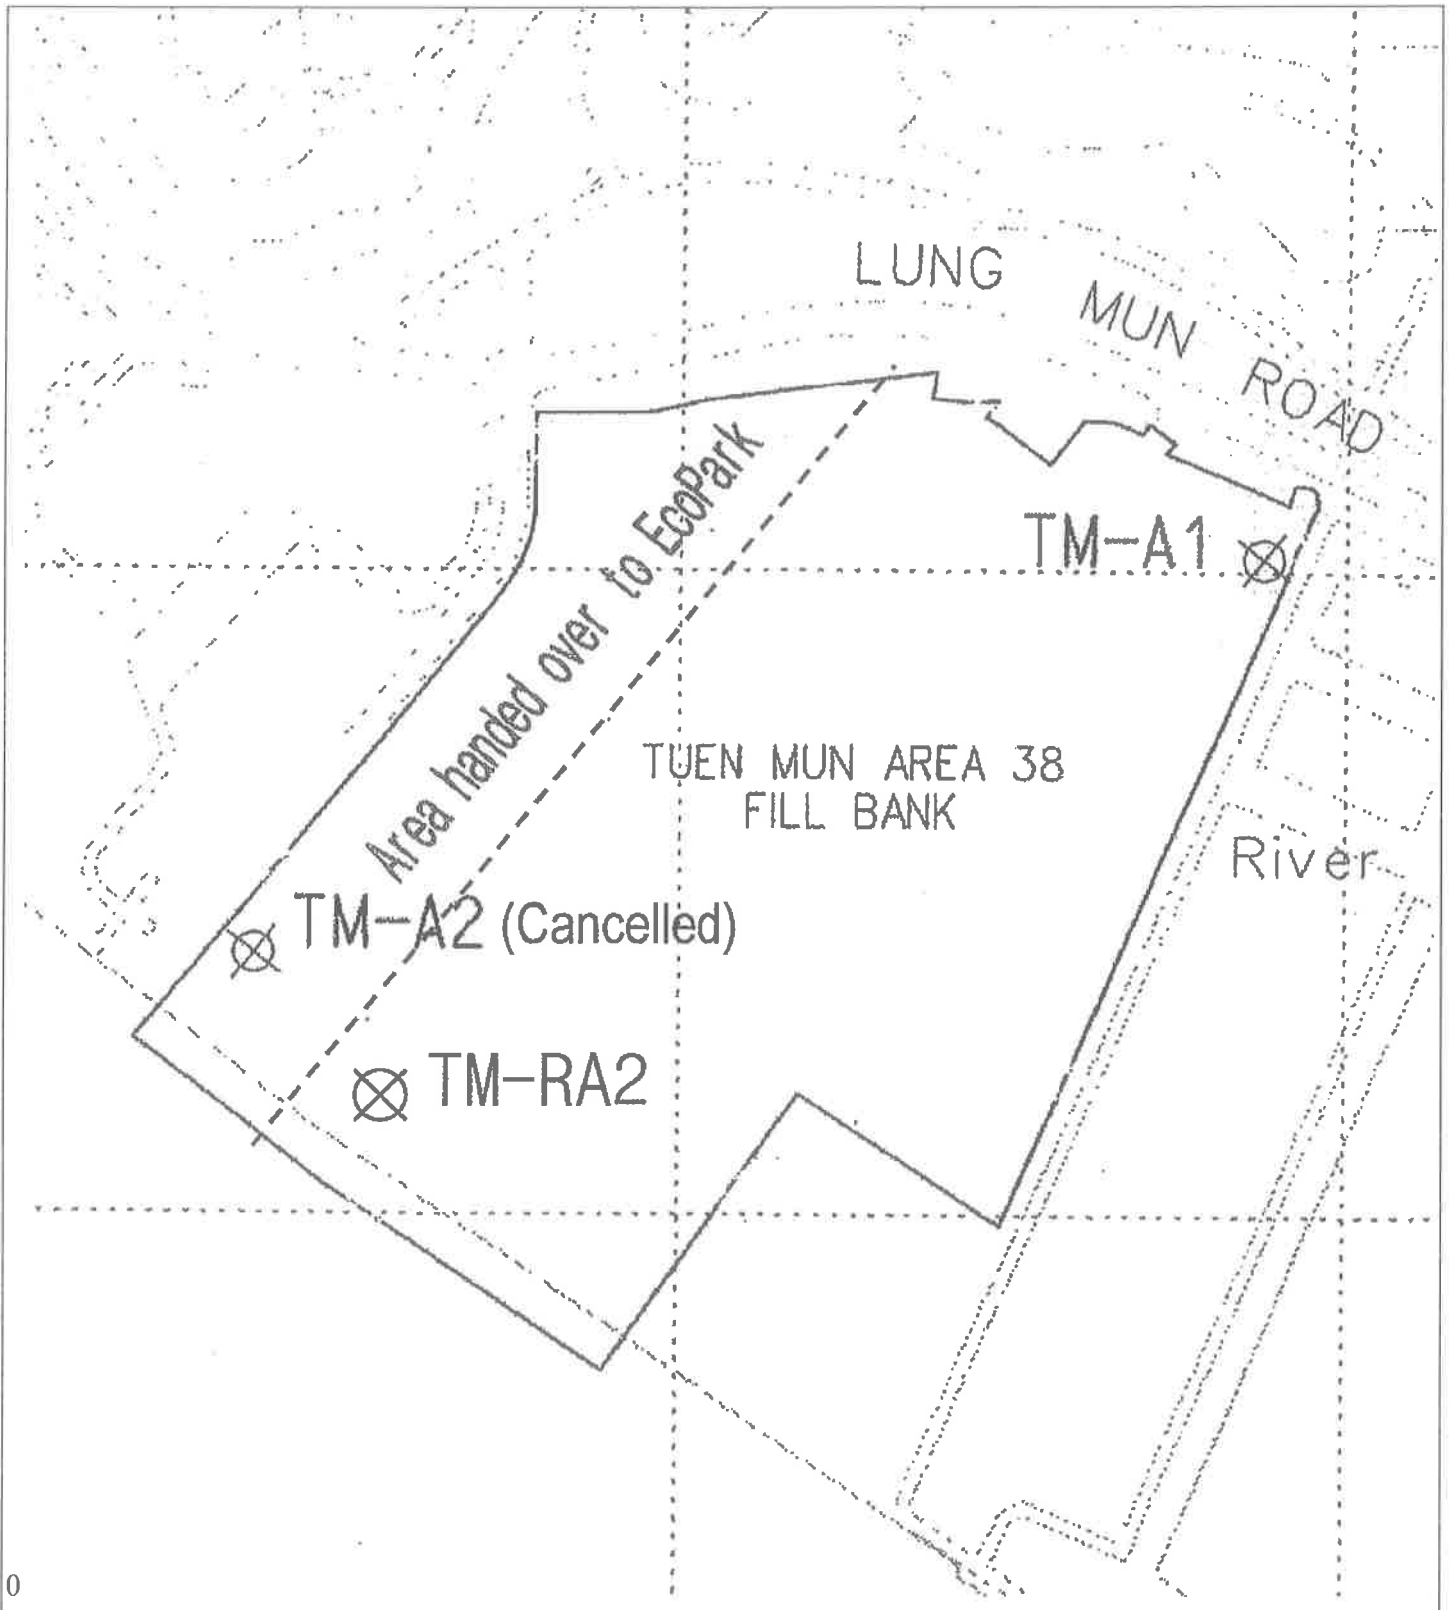 LUNG
MUN
ROAD
TM-A1
Area handed over to EcoPark
TUEN MUN AREA 38
FILL BANK
River
TM-A2 (Cancelled)
TM-RA2
0